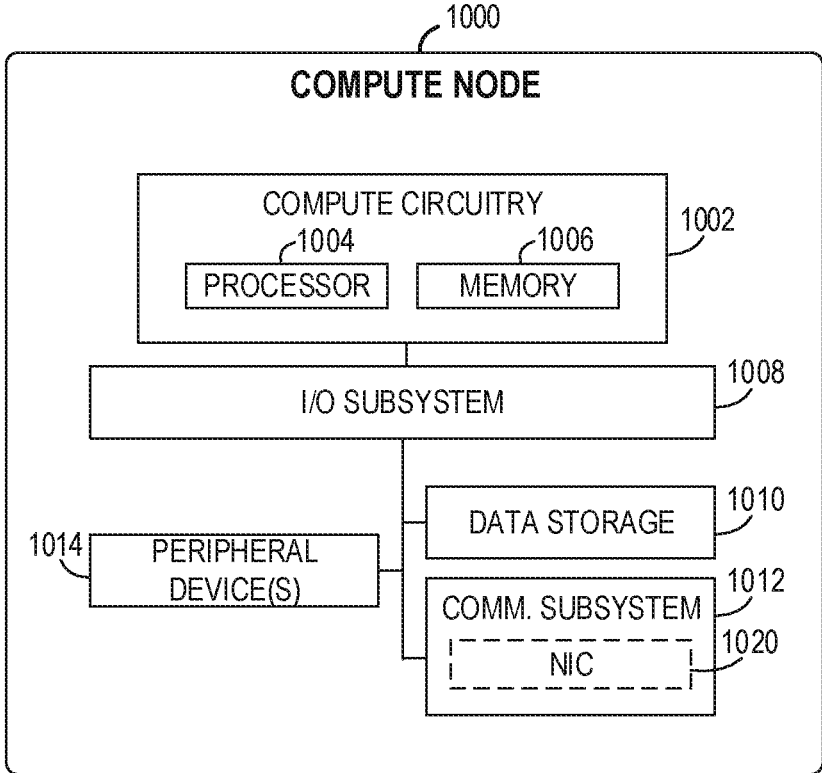 1000
COMPUTE NODE
COMPUTE CIRCUITRY
1002
1004
1006
PROCESSOR
MEMORY
I/O SUBSYSTEM
1008
DATA STORAGE
1010
1014
PERIPHERAL
DEVICE(S)
COMM. SUBSYSTEM
1012
NIC
1020